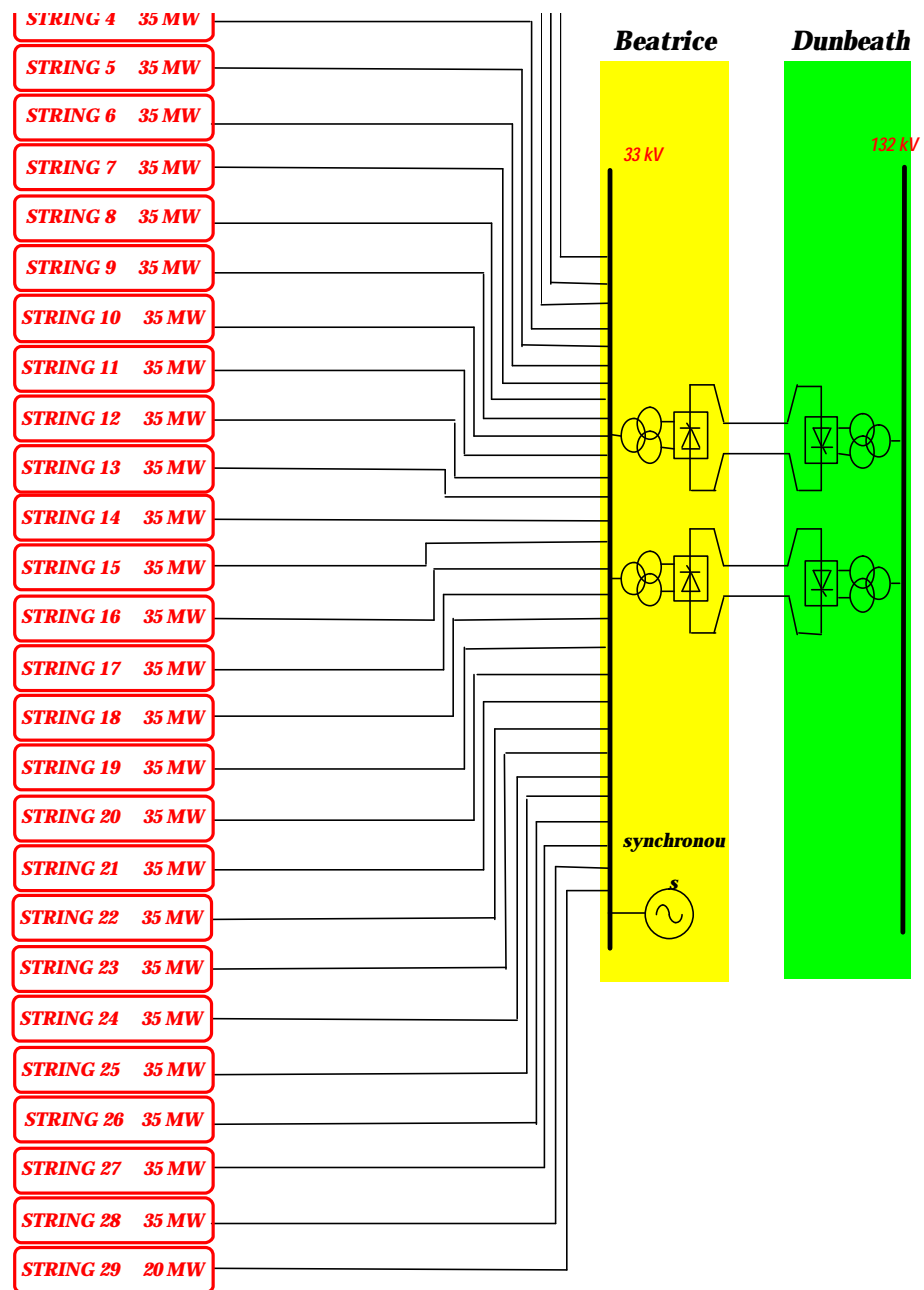 STRING 4 35 MW
Beatrice Dunbeath
STRING 5 35 MW
STRING 6 35 MW
33 kV 132 kV
STRING 7 35 MW
STRING 8 35 MW
STRING 9 35 MW
STRING 10 35 MW
STRING 11 35 MW
STRING 12 35 MW
STRING 13 35 MW
STRING 14 35 MW
STRING 15 35 MW
STRING 16 35 MW
STRING 17 35 MW
STRING 18 35 MW
STRING 19 35 MW
STRING 20 35 MW
synchronou
s
STRING 21 35 MW
STRING 22 35 MW
STRING 23 35 MW
STRING 24 35 MW
STRING 25 35 MW
STRING 26 35 MW
STRING 27 35 MW
STRING 28 35 MW
STRING 29 20 MW